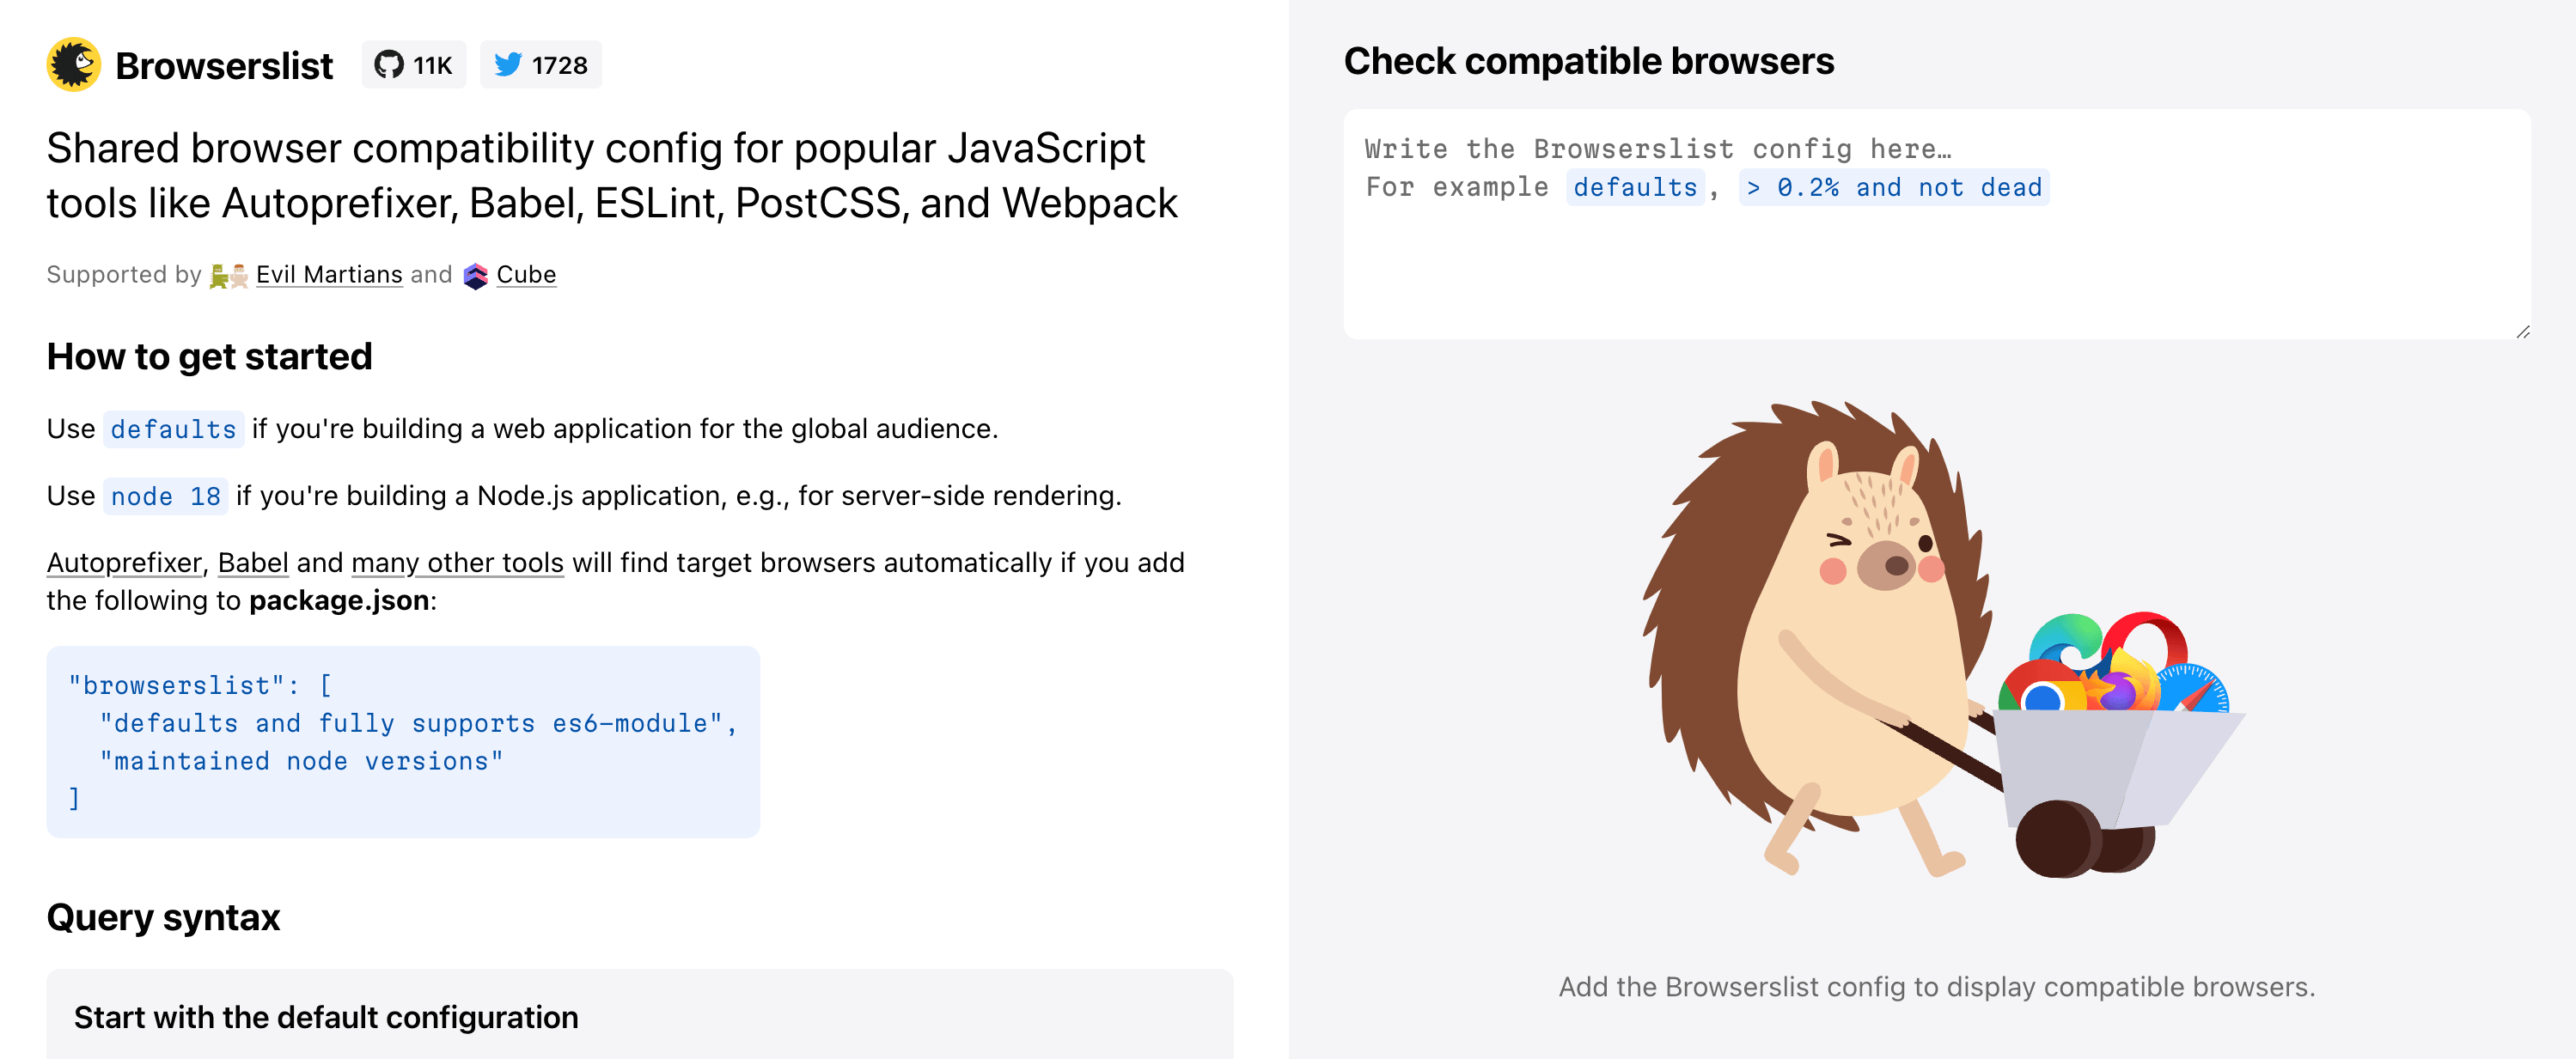 Browserslist
11K
1728
Shared browser compatibility config for popular JavaScript
tools like Autoprefixer, Babel, ESLint, PostCSS, and Webpack
Supported by Evil Martians and Cube
How to get started
Use defaults if you're building a web application for the global audience.
Use node 18 if you're building a Node.js application, e.g., for server-side rendering.
Autoprefixer, Babel and many other tools will find target browsers automatically if you add
the following to package.json:
"browserslist": [
  "defaults and fully supports es6-module",
  "maintained node versions"
]
Query syntax
Start with the default configuration
Check compatible browsers
Write the Browserslist config here…
For example defaults, > 0.2% and not dead
Add the Browserslist config to display compatible browsers.